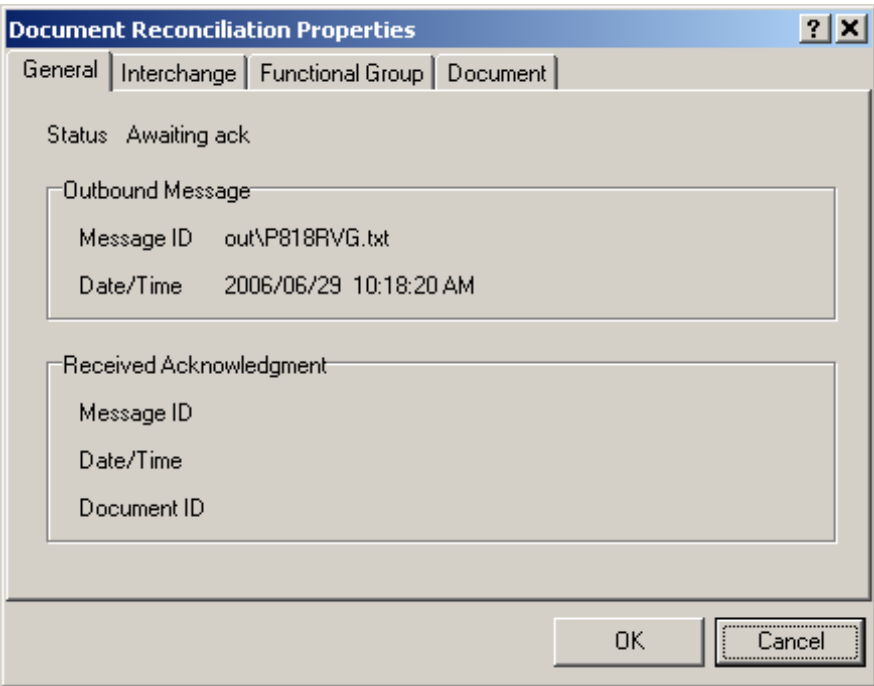 Document Reconciliation Properties
General Interchange Functional Group Document
Status Awaiting ack
Outbound Message
Message ID out\P818RVG.txt
Date/Time 2006/06/29 10:18:20 AM
Received Acknowledgment
Message ID
Date/Time
Document ID
OK Cancel